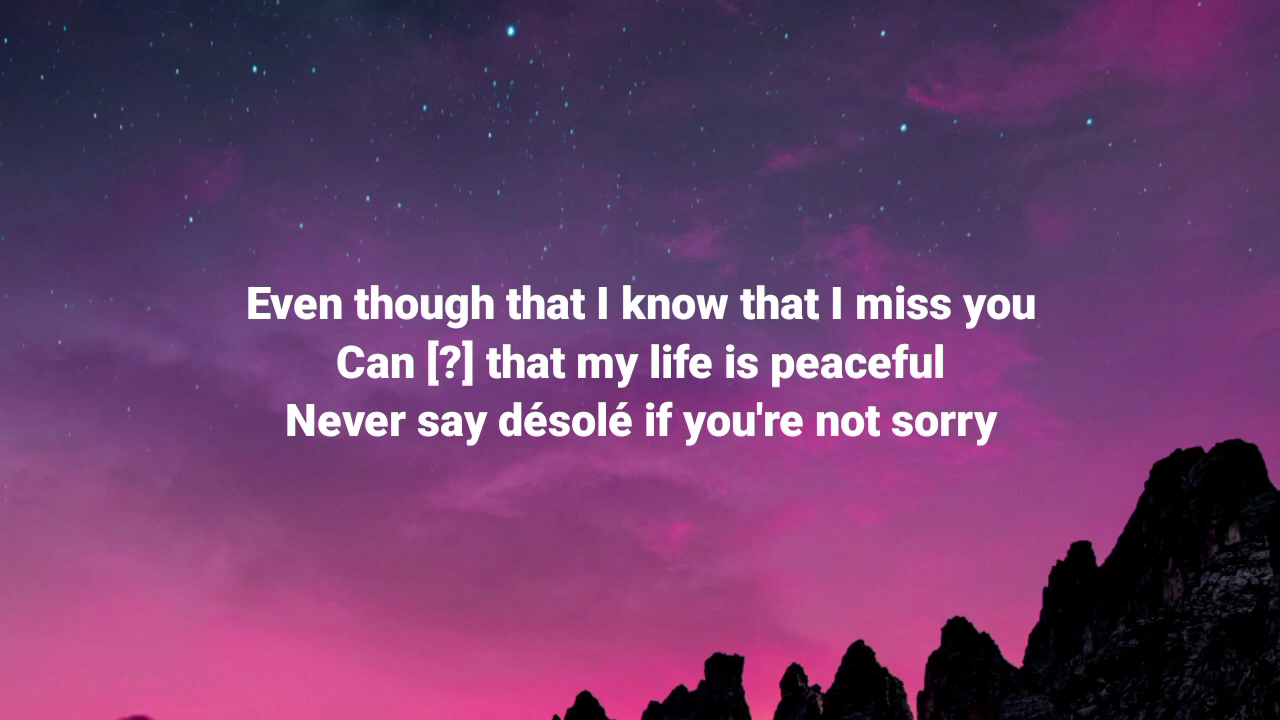 Even though that I know that I miss you
Can [?] that my life is peaceful
Never say désolé if you're not sorry